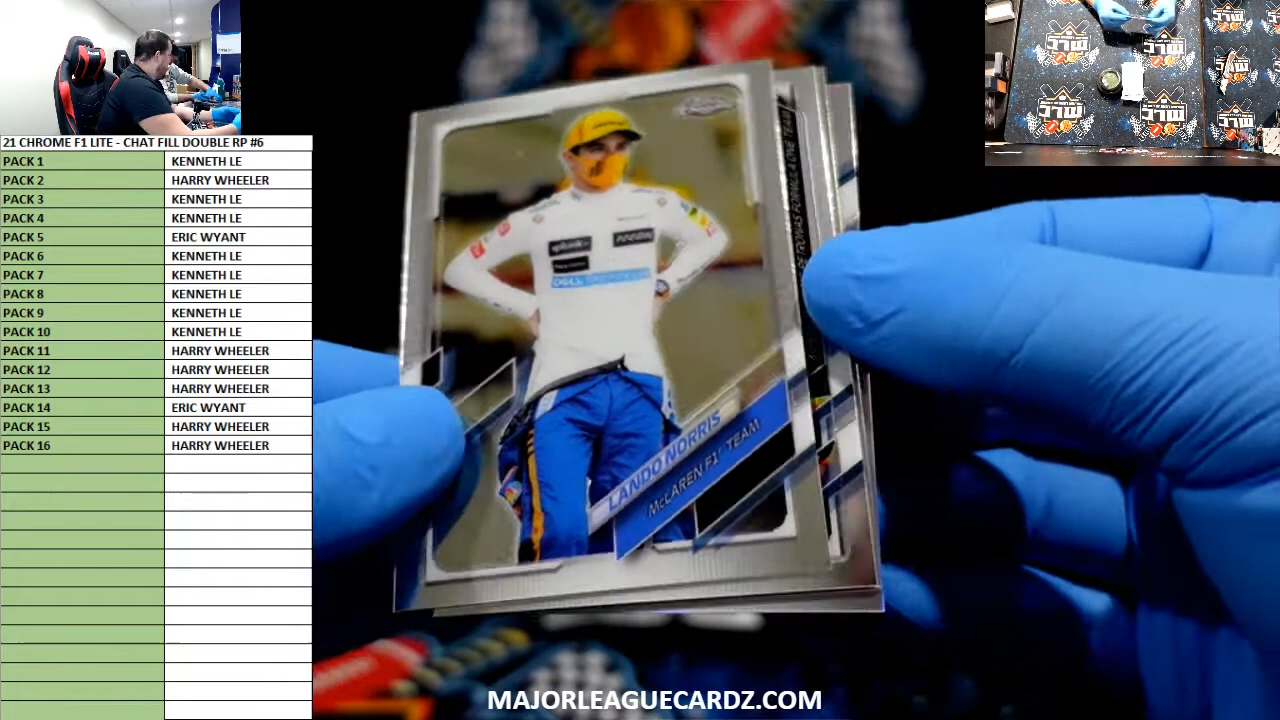 21 CHROME F1 LITE - CHAT FILL DOUBLE RP #6
PACK 1 KENNETH LE
PACK 2 HARRY WHEELER
PACK 3 KENNETH LE
PACK 4 KENNETH LE
PACK 5 ERIC WYANT
PACK 6 KENNETH LE
PACK 7 KENNETH LE
PACK 8 KENNETH LE
PACK 9 KENNETH LE
PACK 10 KENNETH LE
PACK 11 HARRY WHEELER
PACK 12 HARRY WHEELER
PACK 13 HARRY WHEELER
PACK 14 ERIC WYANT
PACK 15 HARRY WHEELER
PACK 16 HARRY WHEELER
LANDO NORRIS
McLAREN F1 TEAM
PETRONAS FORMULA ONE TEAM
MAJORLEAGUECARDZ.COM